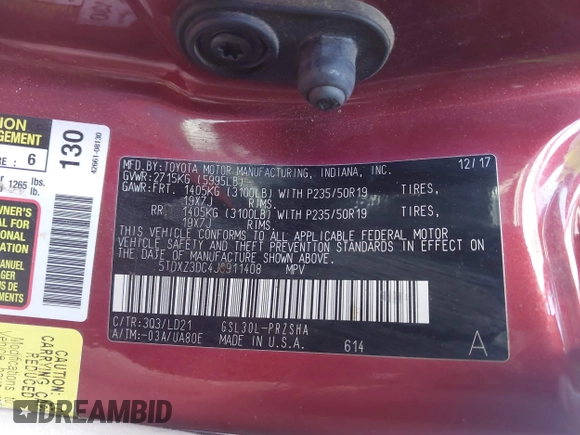 MFD.BY:TOYOTA MOTOR MANUFACTURING, INDIANA, INC. 12/17
GVWR:2715KG (5995LB)
GAWR:FRT. 1405KG (3100LB) WITH P235/50R19 TIRES,
19X7J RIMS.
RR. 1405KG (3100LB) WITH P235/50R19 TIRES,
19X7J RIMS.
THIS VEHICLE CONFORMS TO ALL APPLICABLE FEDERAL MOTOR
VEHICLE SAFETY AND THEFT PREVENTION STANDARDS IN EFFECT ON
THE DATE OF MANUFACTURE SHOWN ABOVE.
MPV
C/TR:3Q3/LD21 GSL30L-PRZSHA
A/TM:-03A/UA80E MADE IN U.S.A. 614 A
130
42661-08130
: 6
1265 lbs.
CAUTION
DREAMBID